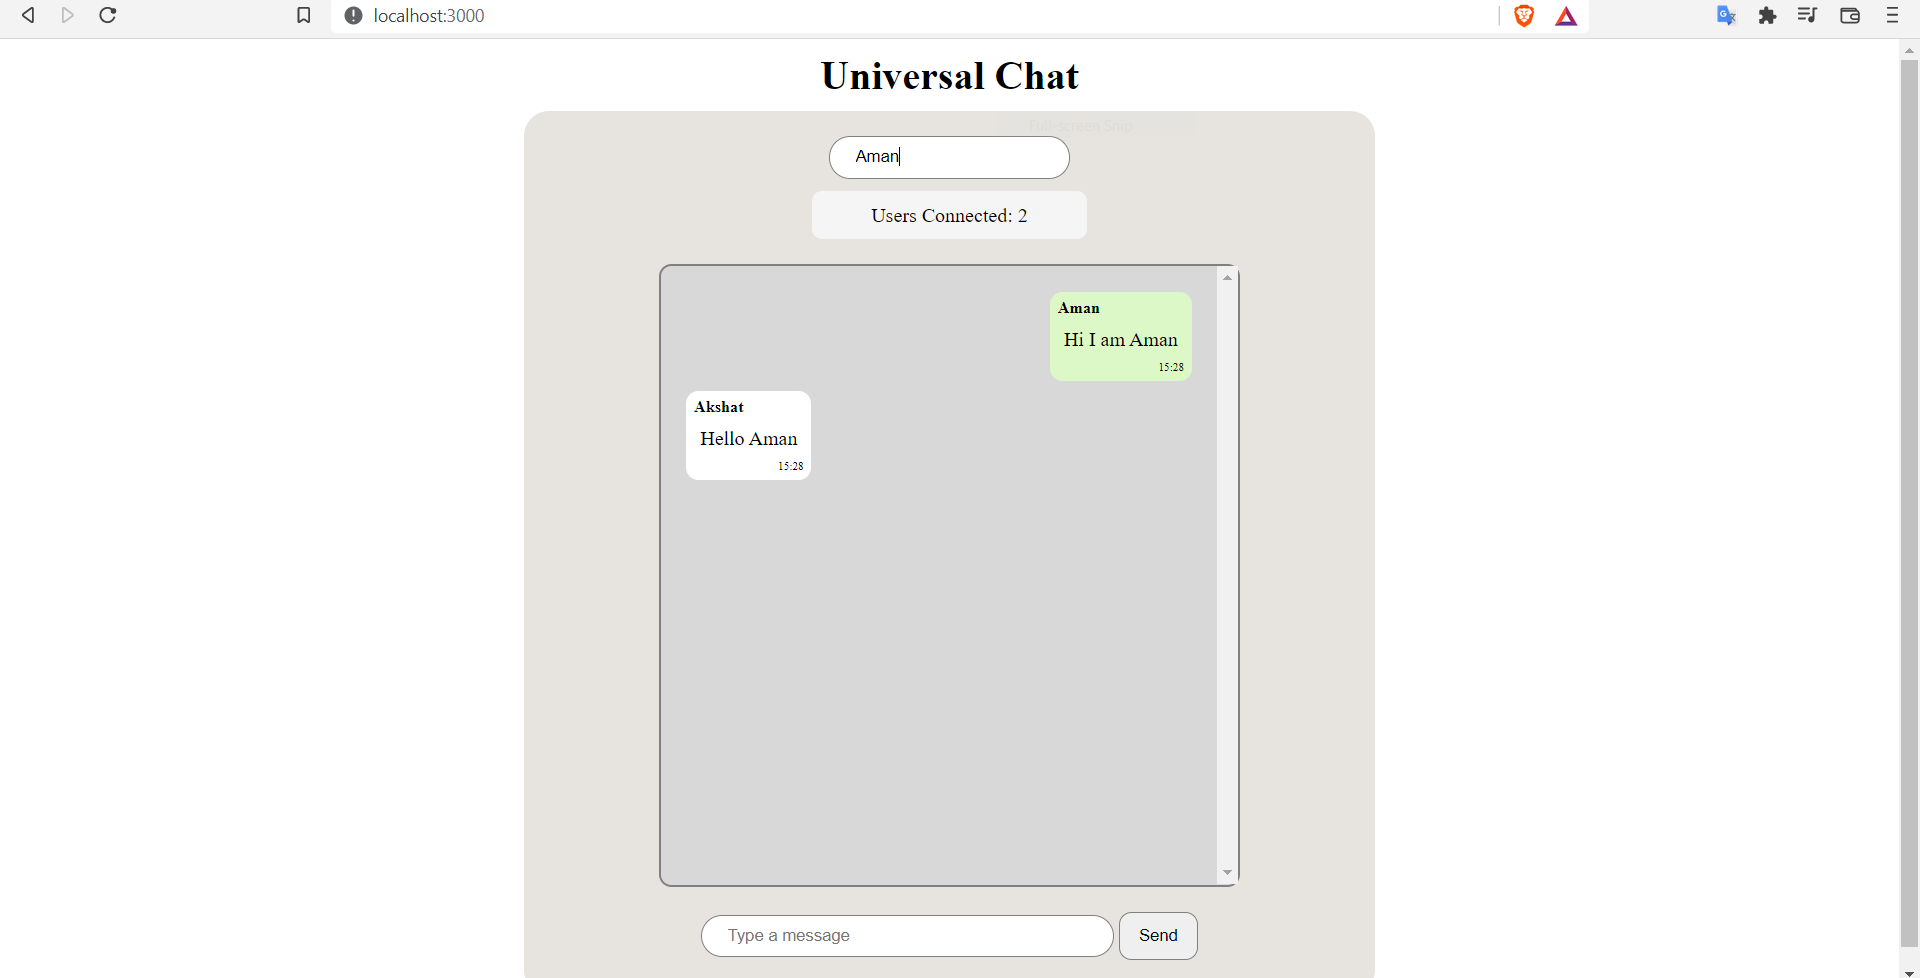 localhost:3000
Universal Chat
Full-screen Snip
Aman
Users Connected: 2
Aman
Hi I am Aman
15:28
Akshat
Hello Aman
15:28
Type a message
Send